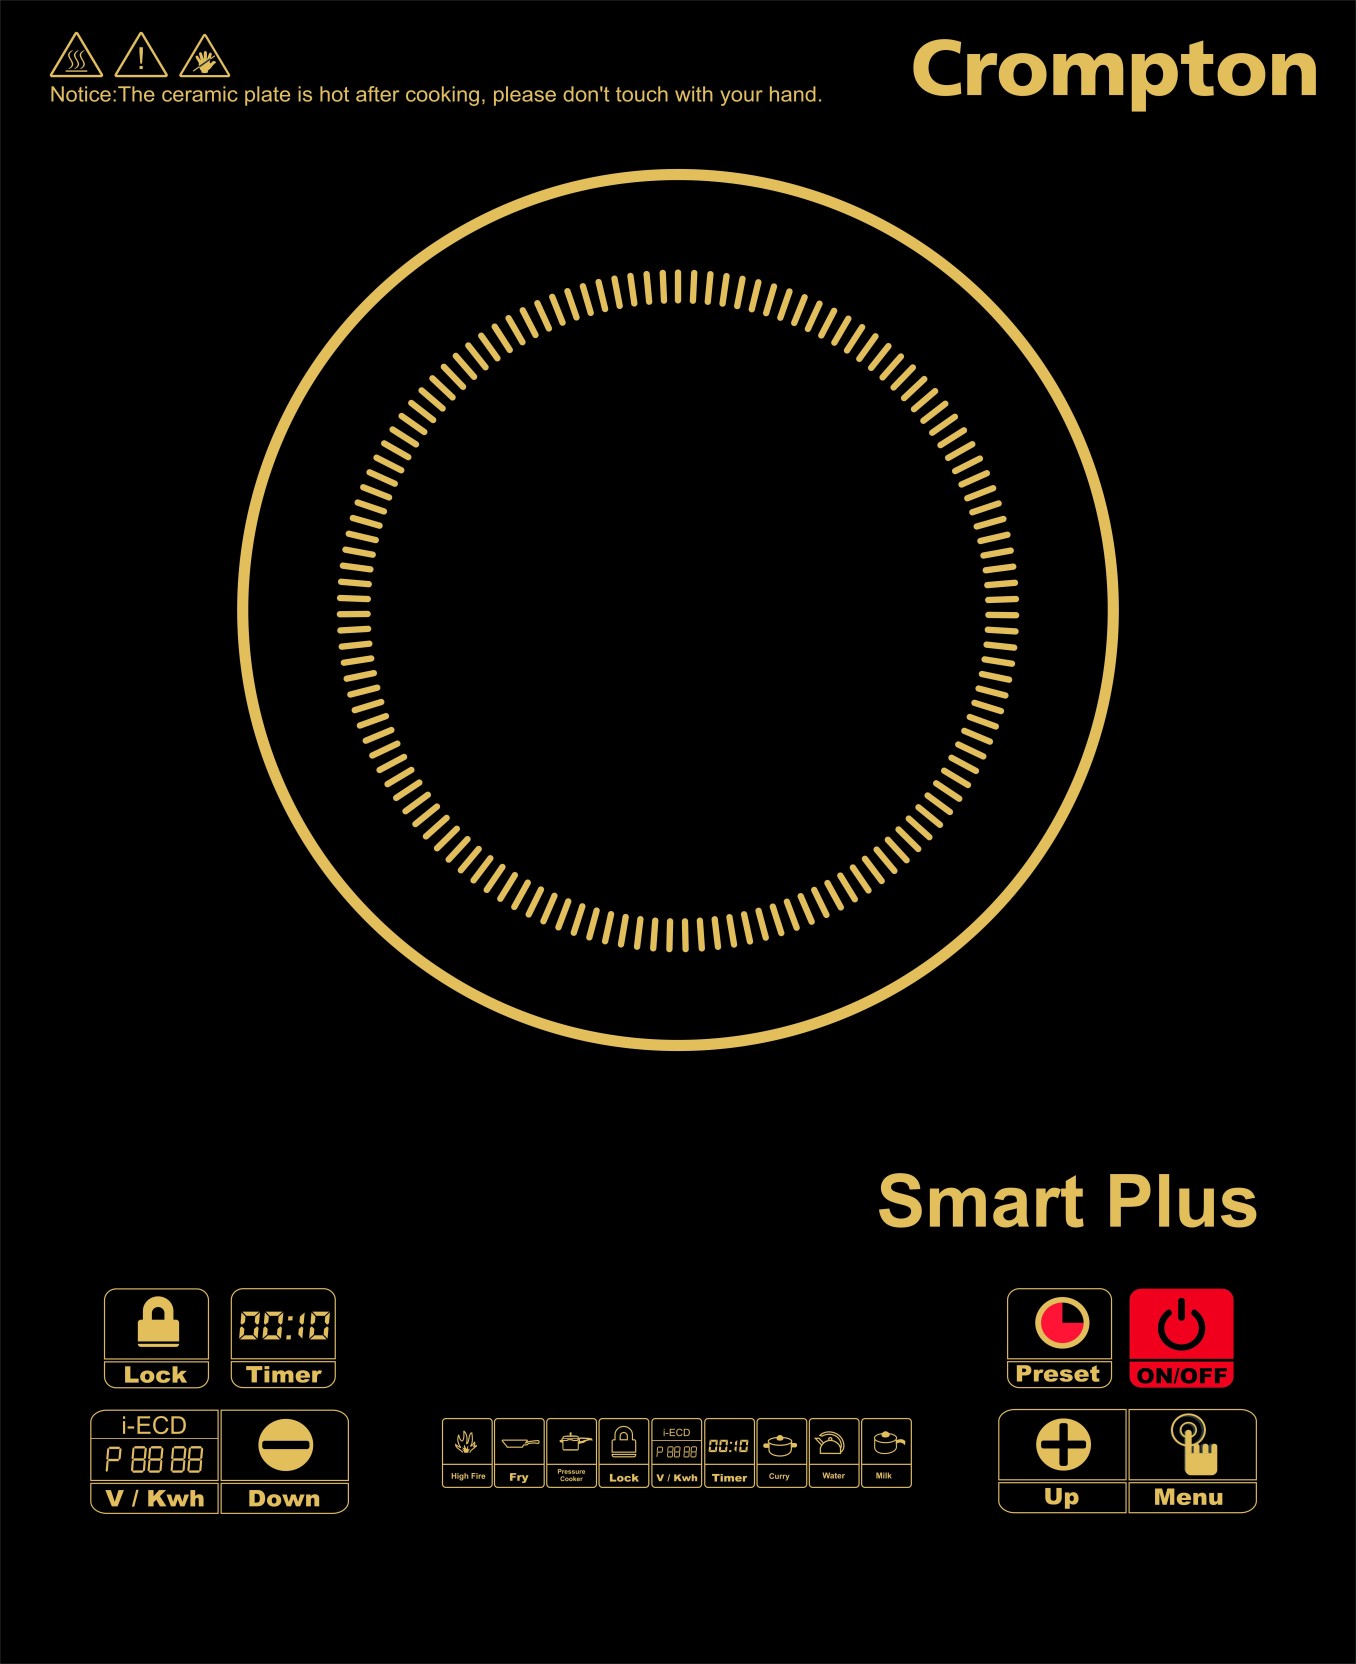 Crompton
Notice:The ceramic plate is hot after cooking, please don't touch with your hand.
Smart Plus
00:10
Lock
Timer
Preset
ON/OFF
i-ECD
P 88 88
V / Kwh
Down
i-ECD
P 88 88
00:10
High Fire
Fry
Pressure
Cooker
Lock
V / Kwh
Timer
Curry
Water
Milk
Up
Menu